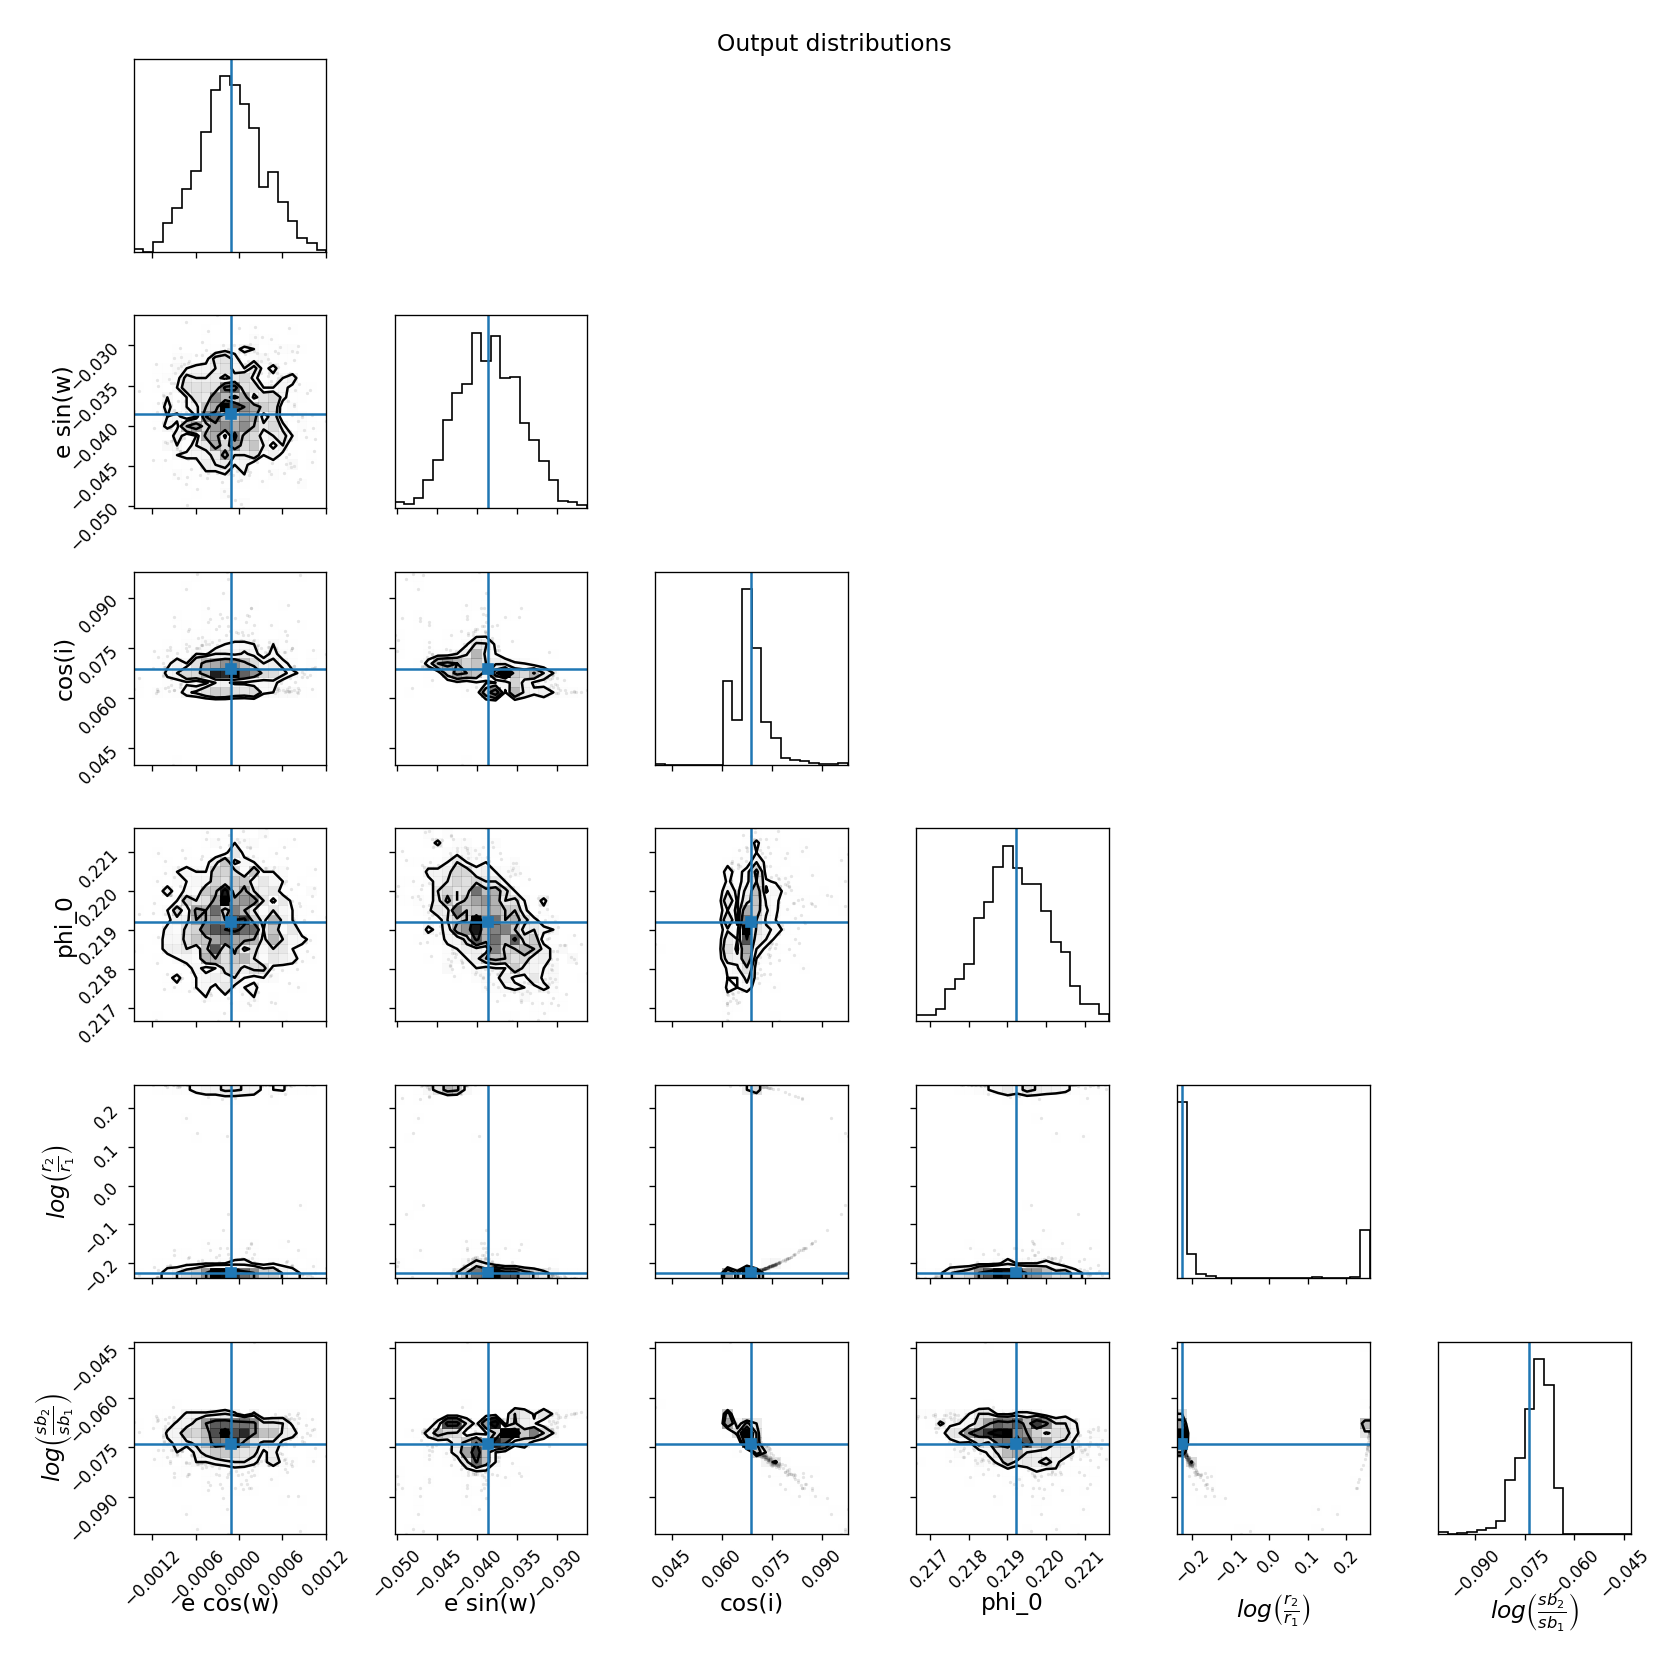 Output distributions
e sin(w)
−0.030
−0.035
−0.040
−0.045
−0.050
cos(i)
0.090
0.075
0.060
0.045
phi_0
0.221
0.220
0.219
0.218
0.217
log(r₂/r₁)
0.2
0.1
0.0
−0.1
−0.2
log(sb₂/sb₁)
−0.045
−0.060
−0.075
−0.090
−0.0012 −0.0006 −0.0000 0.0006 0.0012
−0.050 −0.045 −0.040 −0.035 −0.030
0.045 0.060 0.075 0.090
0.217 0.218 0.219 0.220 0.221
−0.2 −0.1 0.0 0.1 0.2
−0.090 −0.075 −0.060 −0.045
e cos(w)
e sin(w)
cos(i)
phi_0
log(r₂/r₁)
log(sb₂/sb₁)